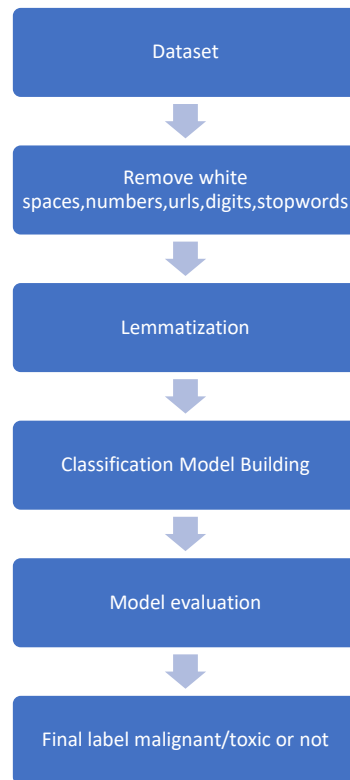 Dataset
Remove white
spaces,numbers,urls,digits,stopwords
Lemmatization
Classification Model Building
Model evaluation
Final label malignant/toxic or not